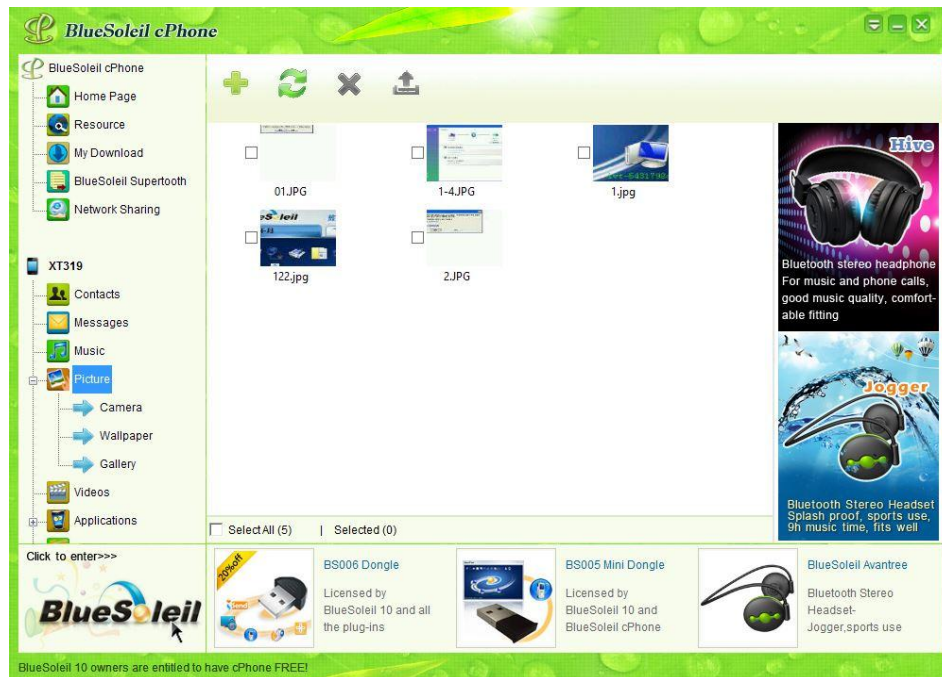 BlueSoleil cPhone
BlueSoleil cPhone
Home Page
Resource
My Download
BlueSoleil Supertooth
Network Sharing
XT319
Contacts
Messages
Music
Picture
Camera
Wallpaper
Gallery
Videos
Applications
01.JPG
1-4.JPG
1.jpg
122.jpg
2.JPG
Select All (5) | Selected (0)
Hive
Bluetooth stereo headphone
For music and phone calls,
good music quality, comfort-
able fitting
Jogger
Bluetooth Stereo Headset
Splash proof, sports use,
9h music time, fits well
Click to enter>>>
BlueSoleil
20%off
Send
BS006 Dongle
Licensed by
BlueSoleil 10 and all
the plug-ins
BS005 Mini Dongle
Licensed by
BlueSoleil 10 and
BlueSoleil cPhone
BlueSoleil Avantree
Bluetooth Stereo
Headset-
Jogger,sports use
BlueSoleil 10 owners are entitled to have cPhone FREE!